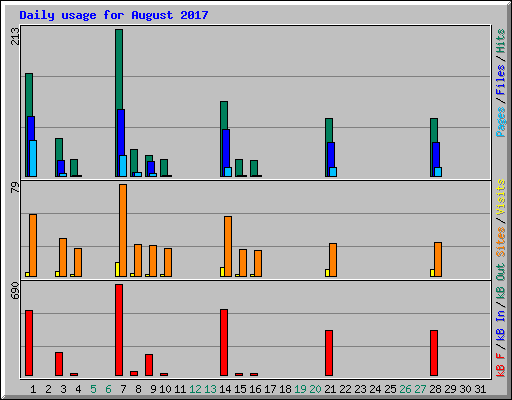 Daily usage for August 2017
213
79
690
Pages / Files / Hits
Sites / Visits
kB F / kB In / kB Out
1 2 3 4 5 6 7 8 9 10 11 12 13 14 15 16 17 18 19 20 21 22 23 24 25 26 27 28 29 30 31